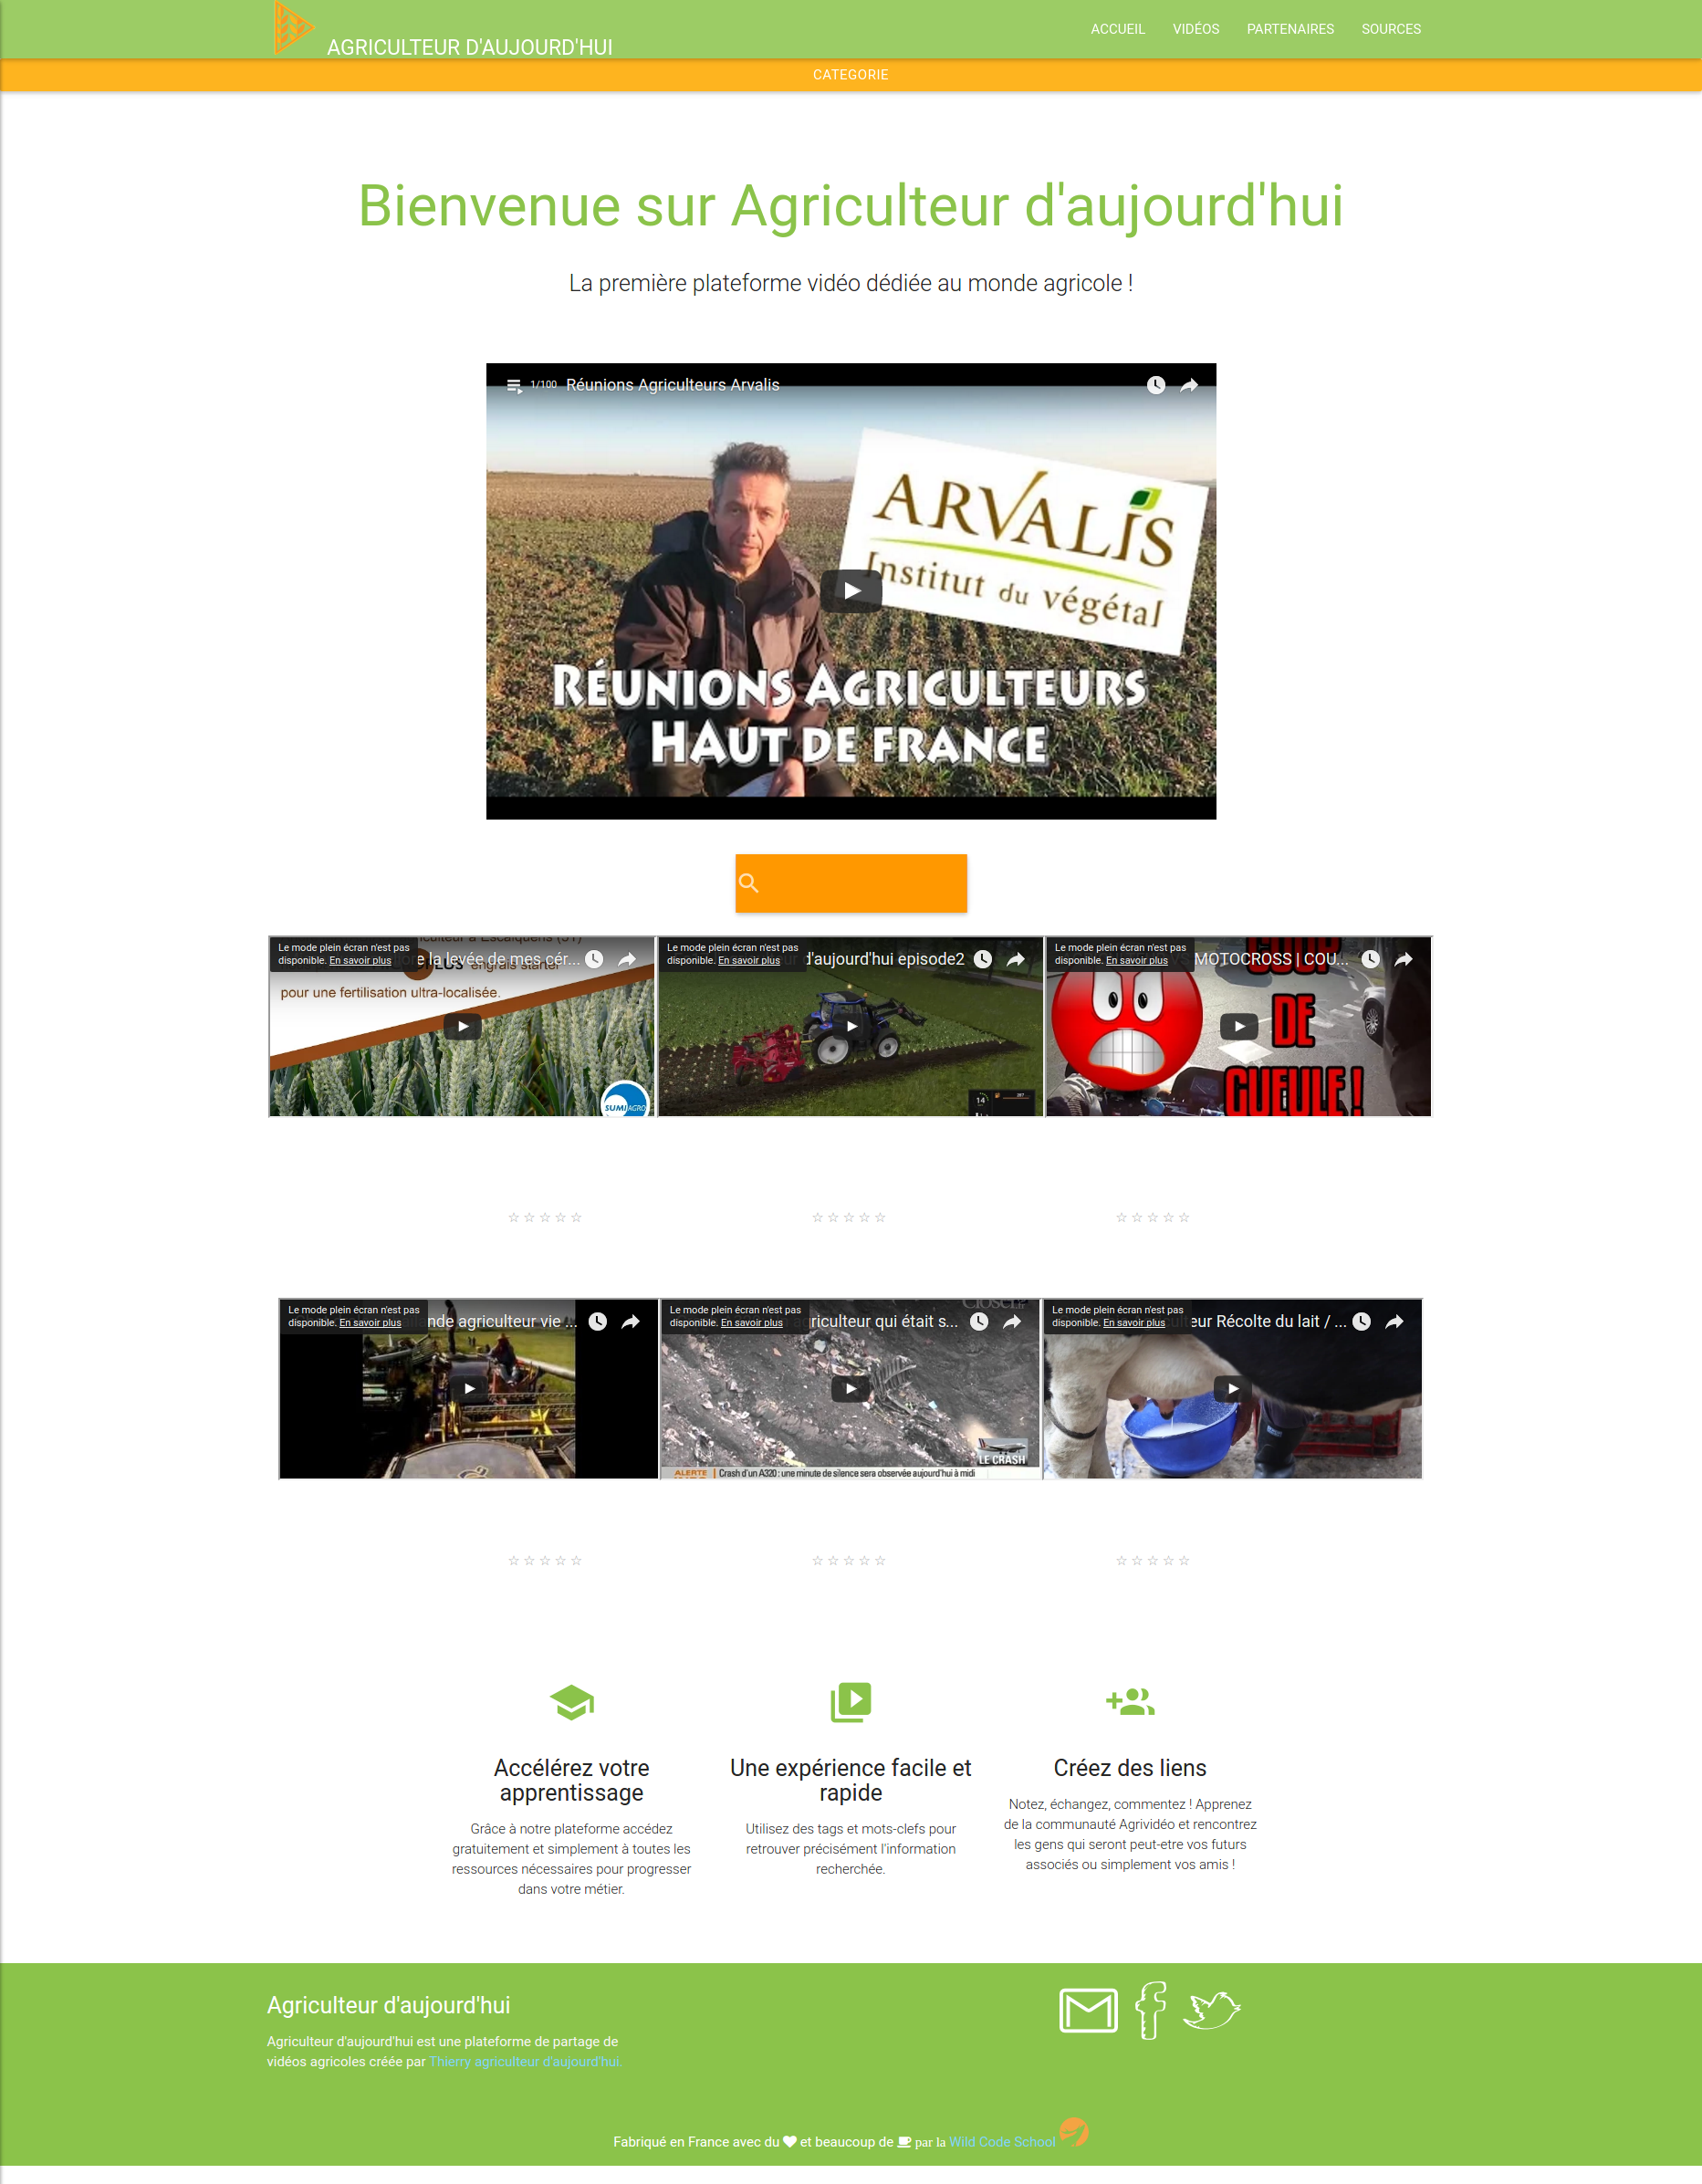 AGRICULTEUR D'AUJOURD'HUI
ACCUEIL VIDÉOS PARTENAIRES SOURCES
CATEGORIE
Bienvenue sur Agriculteur d'aujourd'hui
La première plateforme vidéo dédiée au monde agricole !
1/100 Réunions Agriculteurs Arvalis
ARVALIS
Institut du végétal
RÉUNIONS AGRICULTEURS
HAUT DE FRANCE
Le mode plein écran n'est pas
disponible. En savoir plus
la levée de mes cér...
PLUS engrais starter
pour une fertilisation ultra-localisée.
SUMIAGRO
Le mode plein écran n'est pas
disponible. En savoir plus
d'aujourd'hui episode2
14
Le mode plein écran n'est pas
disponible. En savoir plus
MOTOCROSS | COU...
COUP
DE
GUEULE !
☆ ☆ ☆ ☆ ☆
☆ ☆ ☆ ☆ ☆
☆ ☆ ☆ ☆ ☆
Le mode plein écran n'est pas
disponible. En savoir plus
agriculteur vie ...
Le mode plein écran n'est pas
disponible. En savoir plus
Closer.fr
qui était s...
LE CRASH
ALERTE
Crash d'un A320 : une minute de silence sera observée aujourd'hui à midi
Le mode plein écran n'est pas
disponible. En savoir plus
Récolte du lait / ...
☆ ☆ ☆ ☆ ☆
☆ ☆ ☆ ☆ ☆
☆ ☆ ☆ ☆ ☆
Accélérez votre
apprentissage
Grâce à notre plateforme accédez
gratuitement et simplement à toutes les
ressources nécessaires pour progresser
dans votre métier.
Une expérience facile et
rapide
Utilisez des tags et mots-clefs pour
retrouver précisément l'information
recherchée.
Créez des liens
Notez, échangez, commentez ! Apprenez
de la communauté Agrividéo et rencontrez
les gens qui seront peut-etre vos futurs
associés ou simplement vos amis !
Agriculteur d'aujourd'hui
Agriculteur d'aujourd'hui est une plateforme de partage de
vidéos agricoles créée par Thierry agriculteur d'aujourd'hui.
Fabriqué en France avec du ♥ et beaucoup de ☕ par la Wild Code School